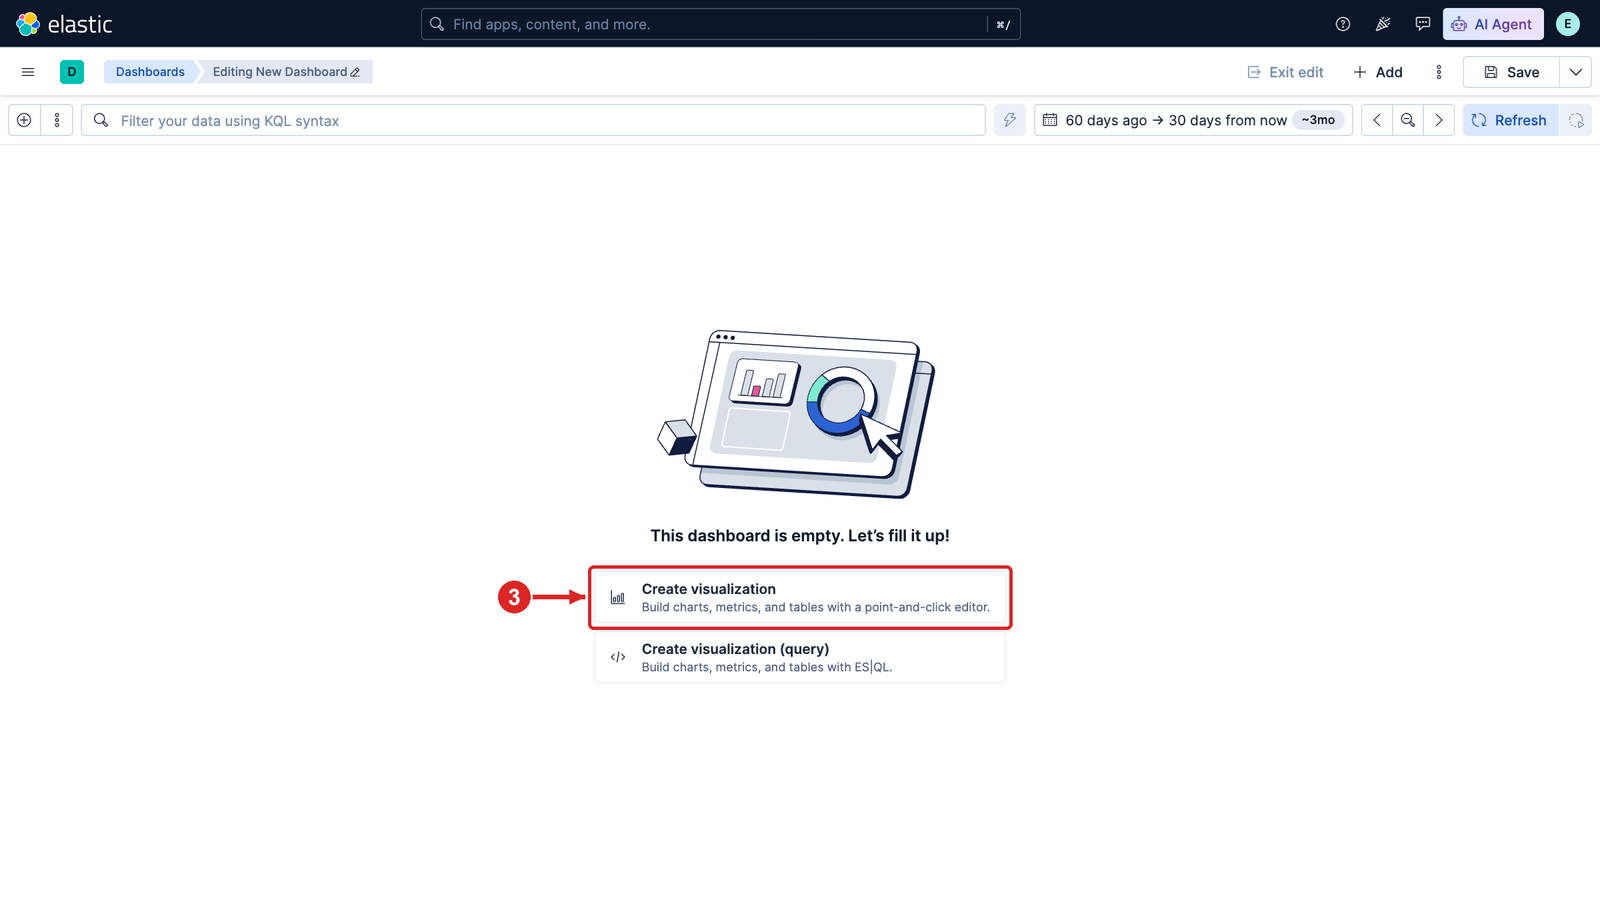 elastic
Find apps, content, and more.
⌘/
AI Agent
E
D
Dashboards
Editing New Dashboard
Exit edit
Add
Save
Filter your data using KQL syntax
60 days ago → 30 days from now
~3mo
Refresh
This dashboard is empty. Let’s fill it up!
3
Create visualization
Build charts, metrics, and tables with a point-and-click editor.
Create visualization (query)
Build charts, metrics, and tables with ES|QL.